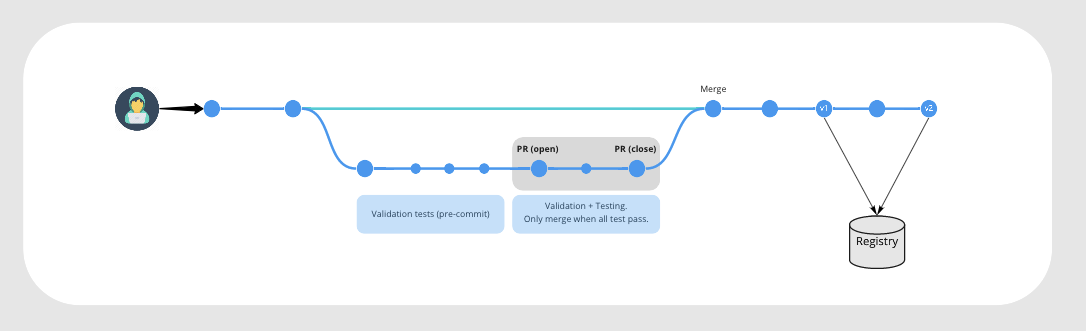 Merge
v1
v2
PR (open)
PR (close)
Validation tests (pre-commit)
Validation + Testing.
Only merge when all test pass.
Registry